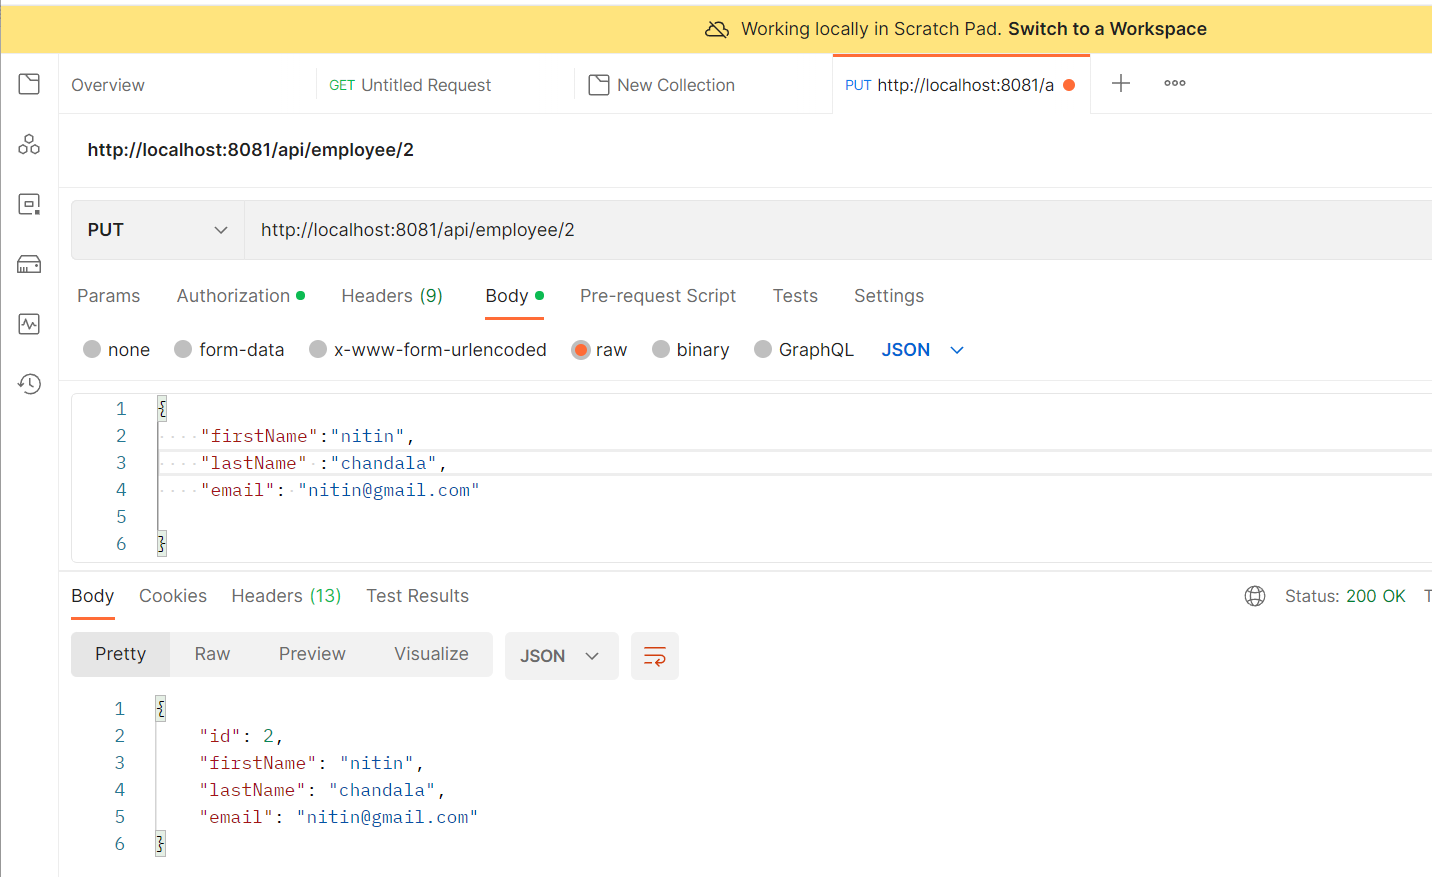 Working locally in Scratch Pad. Switch to a Workspace
Overview
GET Untitled Request
New Collection
PUT http://localhost:8081/a
http://localhost:8081/api/employee/2
PUT http://localhost:8081/api/employee/2
Params Authorization Headers (9) Body Pre-request Script Tests Settings
none form-data x-www-form-urlencoded raw binary GraphQL JSON
1 {
2 "firstName":"nitin",
3 "lastName" :"chandala",
4 "email": "nitin@gmail.com"
5
6 }
Body Cookies Headers (13) Test Results Status: 200 OK T
Pretty Raw Preview Visualize JSON
1 {
2 "id": 2,
3 "firstName": "nitin",
4 "lastName": "chandala",
5 "email": "nitin@gmail.com"
6 }